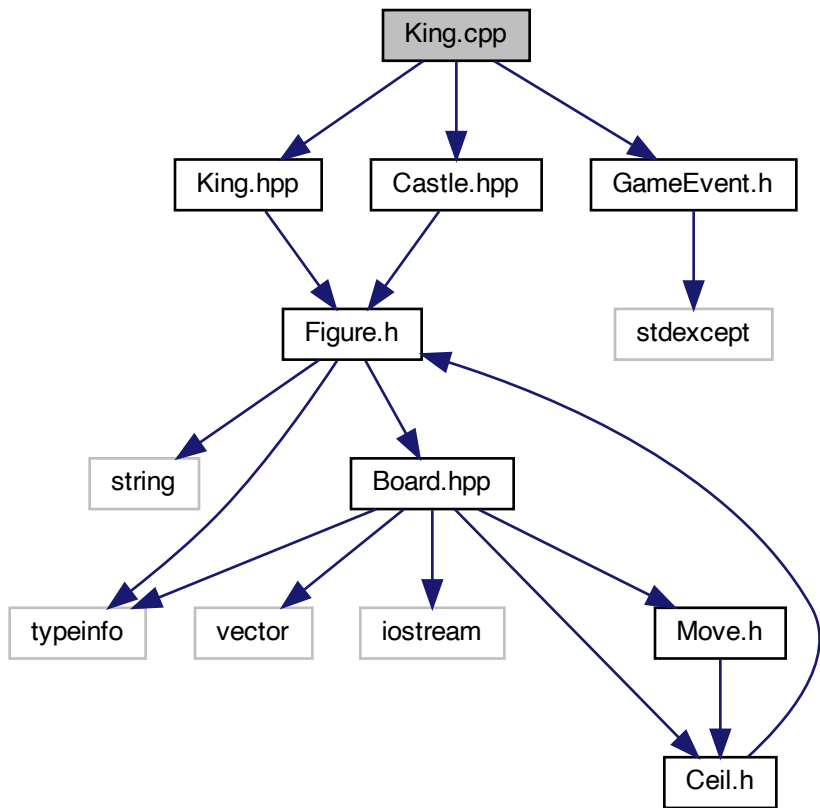 King.cpp
King.hpp
Castle.hpp
GameEvent.h
Figure.h
stdexcept
string
Board.hpp
typeinfo
vector
iostream
Move.h
Ceil.h